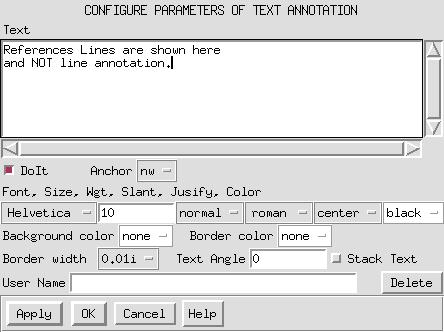 CONFIGURE PARAMETERS OF TEXT ANNOTATION
Text
References Lines are shown here
and NOT line annotation.
DoIt Anchor nw
Font, Size, Wgt, Slant, Jusify, Color
Helvetica 10 normal roman center black
Background color none Border color none
Border width 0.01i Text Angle 0 Stack Text
User Name Delete
Apply OK Cancel Help